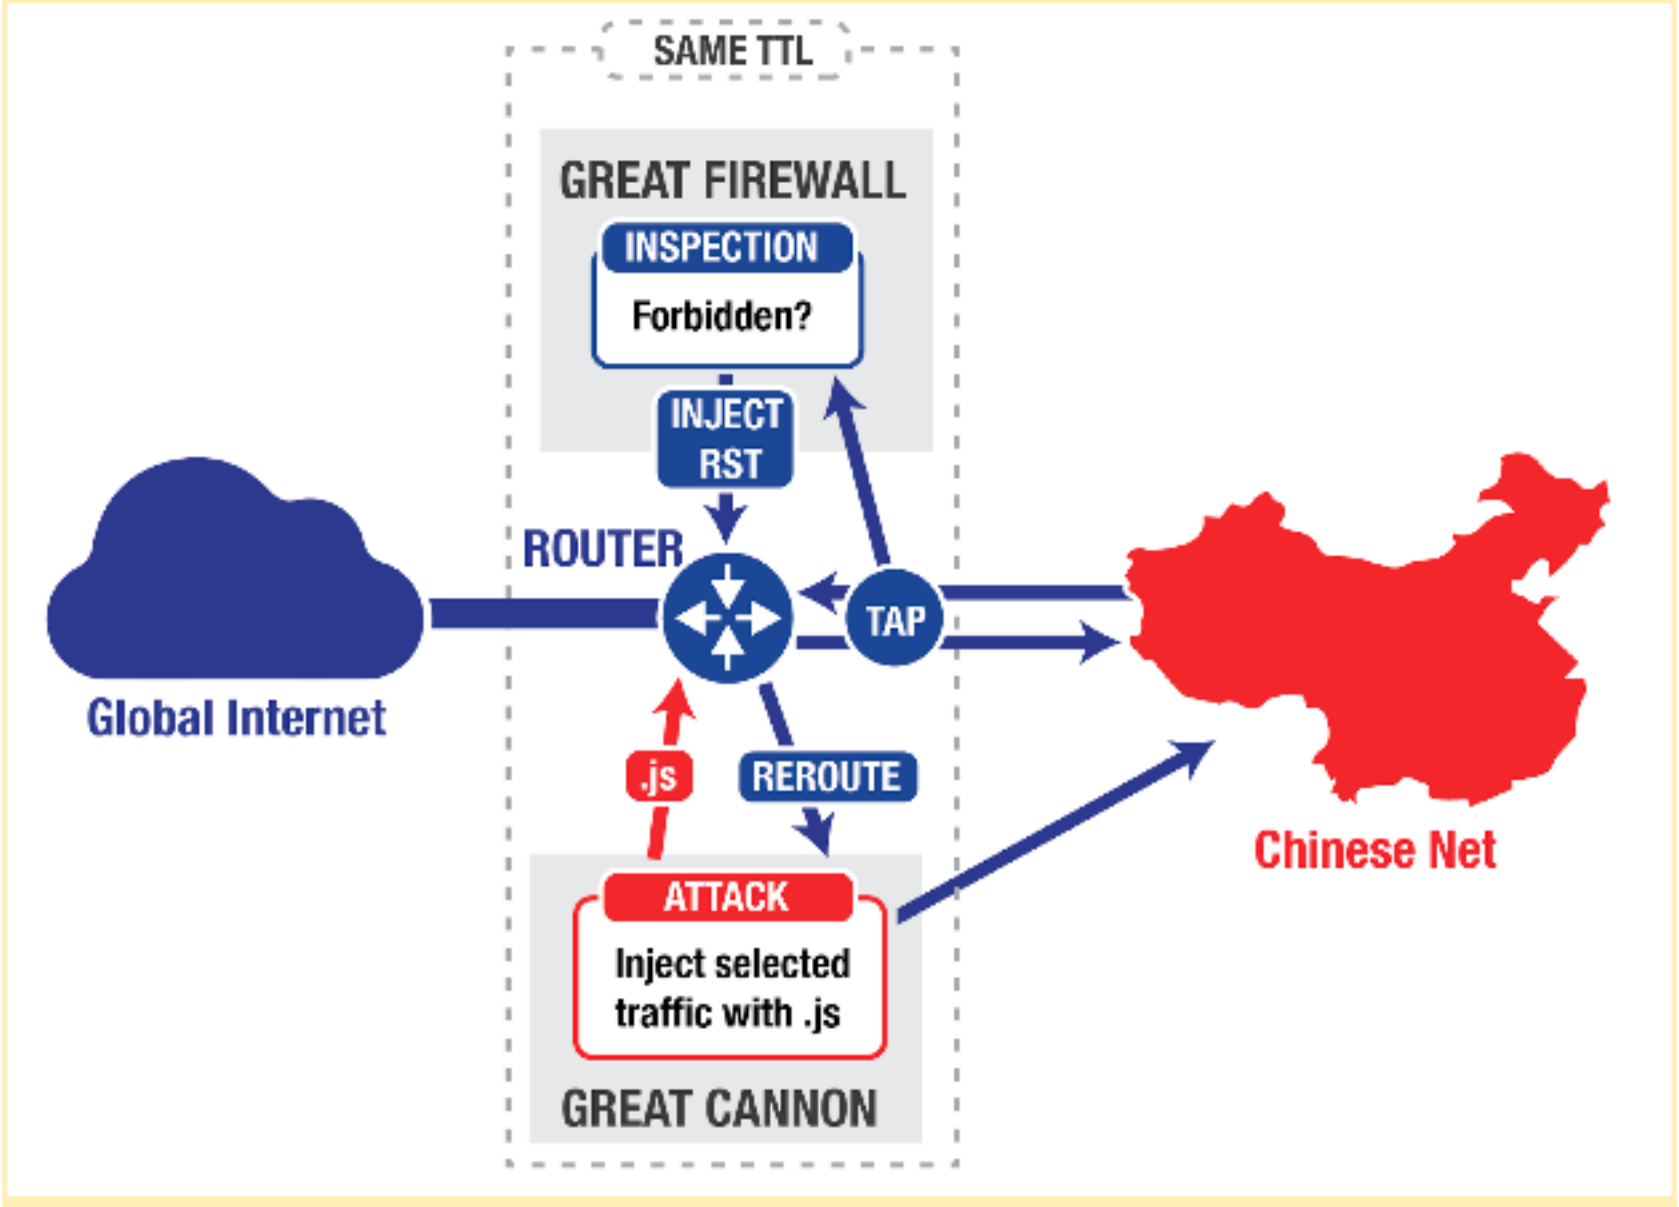 SAME TTL
GREAT FIREWALL
INSPECTION
Forbidden?
INJECT
RST
ROUTER
TAP
Global Internet
.js
REROUTE
Chinese Net
ATTACK
Inject selected
traffic with .js
GREAT CANNON